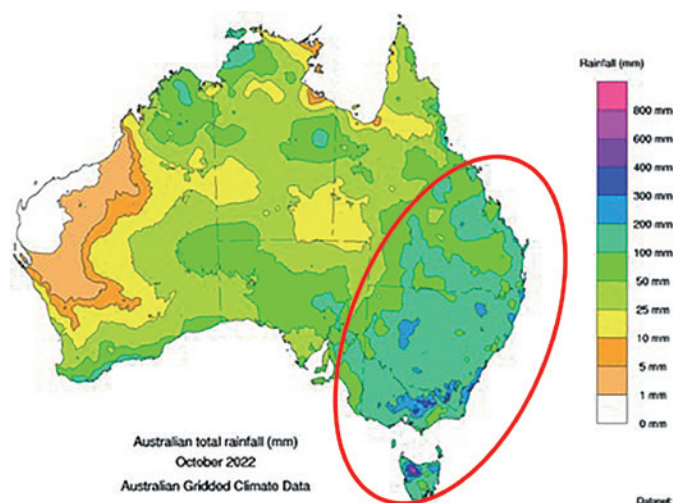 Rainfall (mm)
800 mm
600 mm
400 mm
300 mm
200 mm
100 mm
50 mm
25 mm
10 mm
5 mm
1 mm
0 mm
Australian total rainfall (mm)
October 2022
Australian Gridded Climate Data
Dataset: